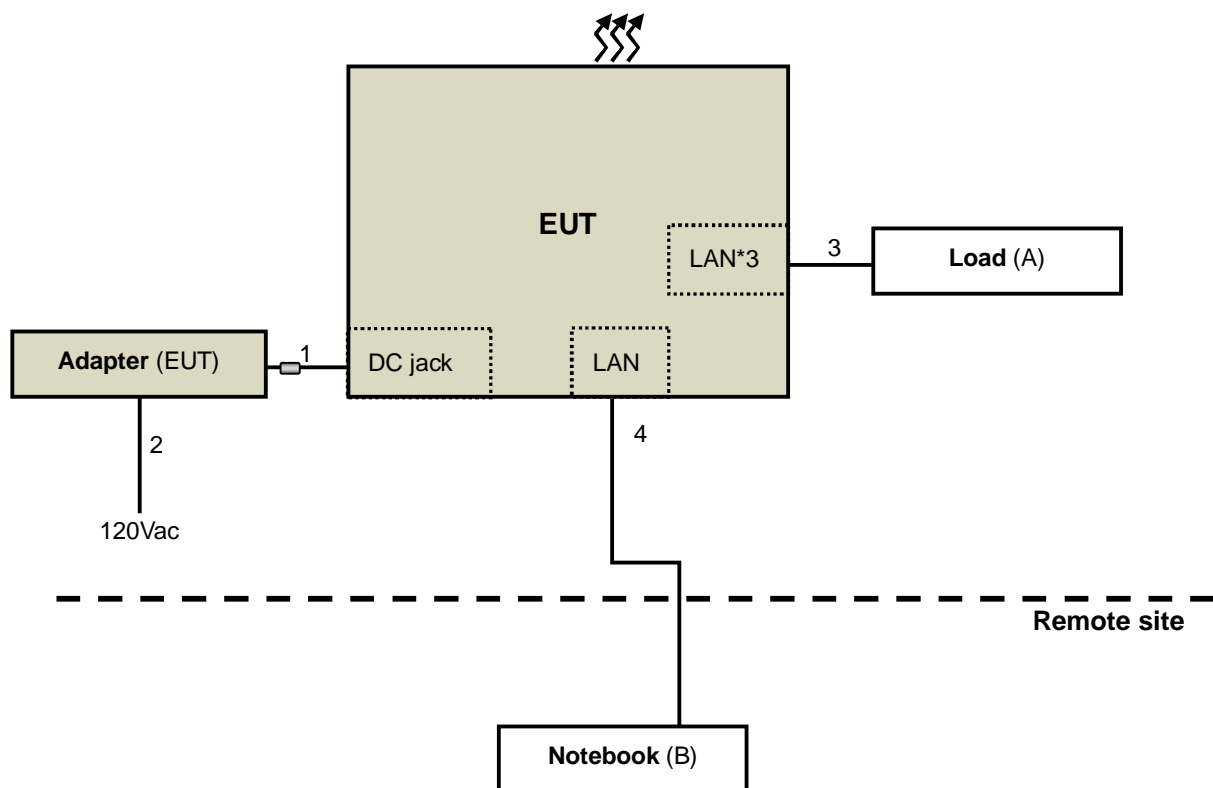 EUT
LAN*3
3
Load (A)
Adapter (EUT)
1
DC jack
LAN
2
4
120Vac
Remote site
Notebook (B)